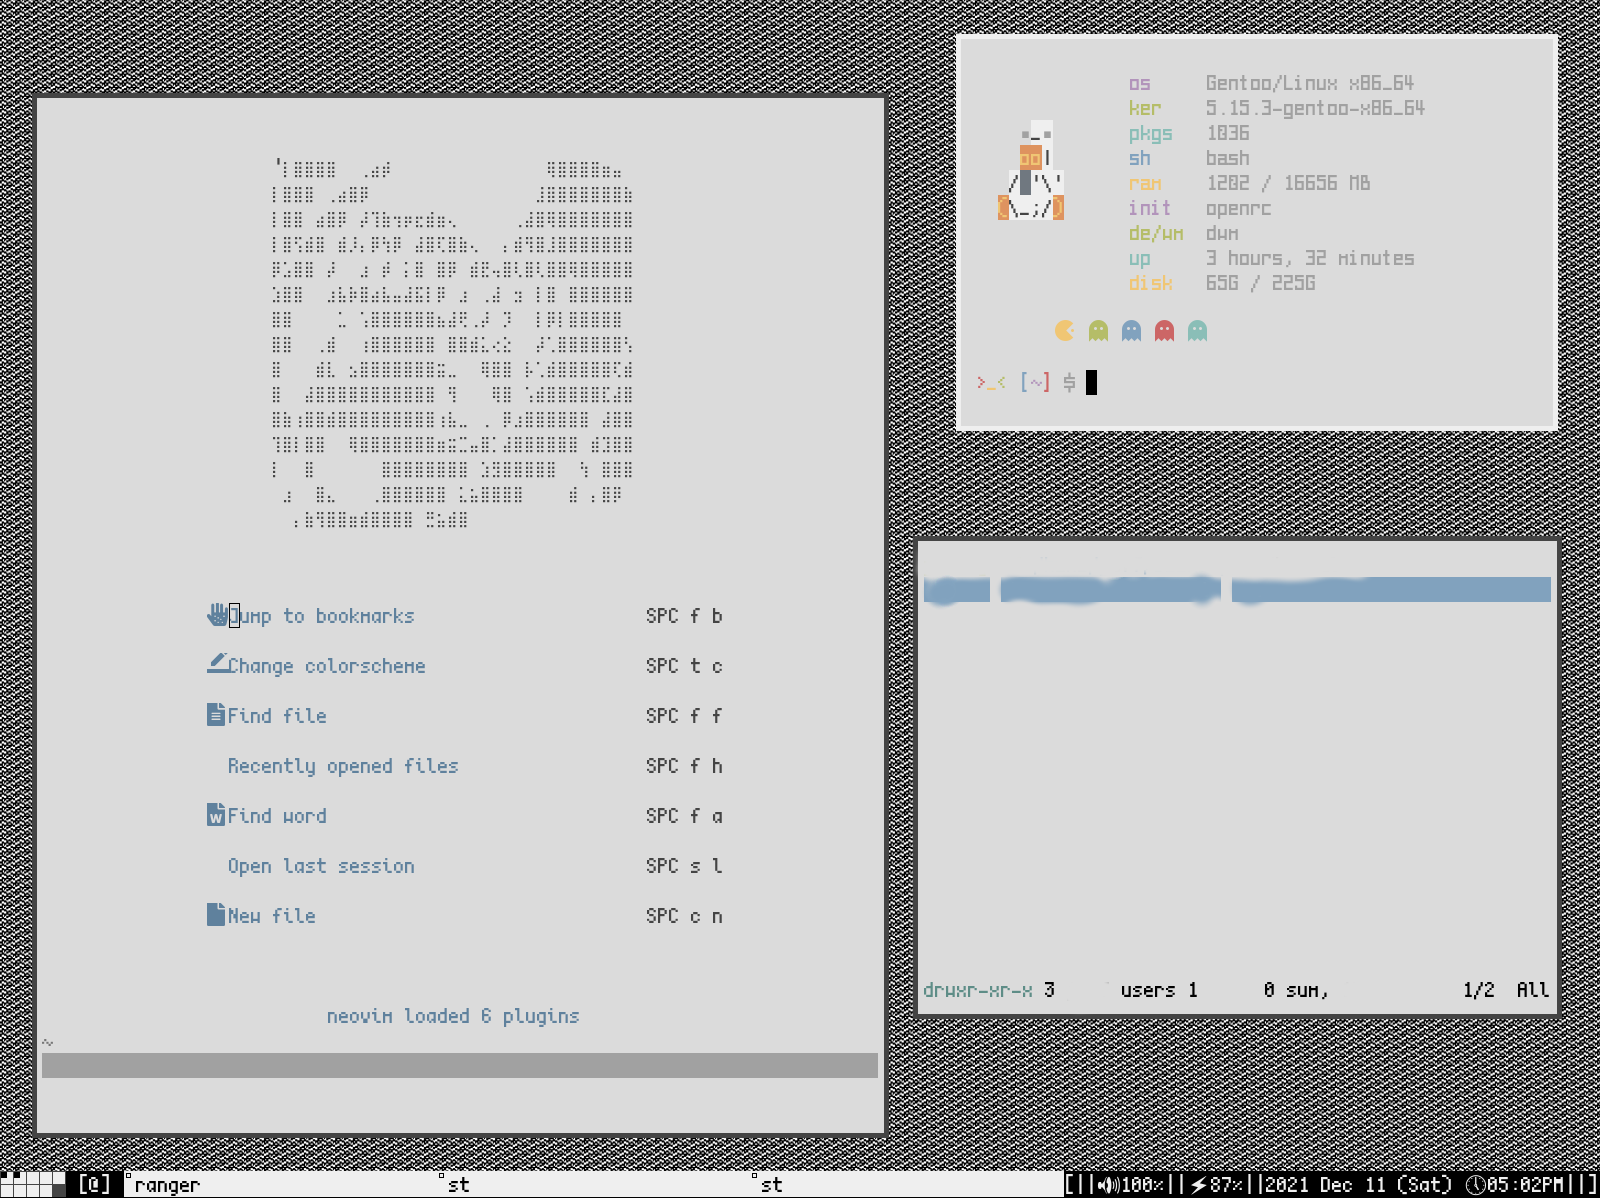 Jump to bookmarks SPC f b
Change colorscheme SPC t c
Find file SPC f f
Recently opened files SPC f h
Find word SPC f a
Open last session SPC s l
New file SPC c n
neovim loaded 6 plugins
~
os Gentoo/Linux x86_64
ker 5.15.3-gentoo-x86_64
pkgs 1036
sh bash
ram 1202 / 16656 MB
init openrc
de/wm dwm
up 3 hours, 32 minutes
disk 65G / 225G
>_< [~] $
drwxr-xr-x 3 users 1 0 sum, 1/2 All
[@] ranger st st [||100%||87%||2021 Dec 11 (Sat) 05:02PM||]